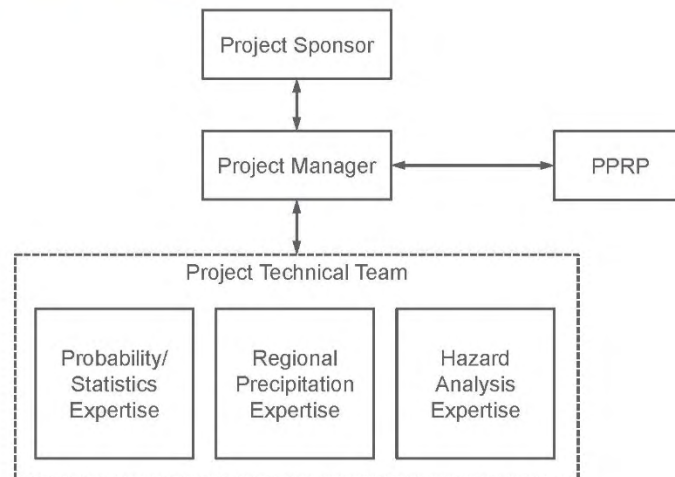 Project Sponsor
Project Manager
PPRP
Project Technical Team
Probability/
Statistics
Expertise
Regional
Precipitation
Expertise
Hazard
Analysis
Expertise